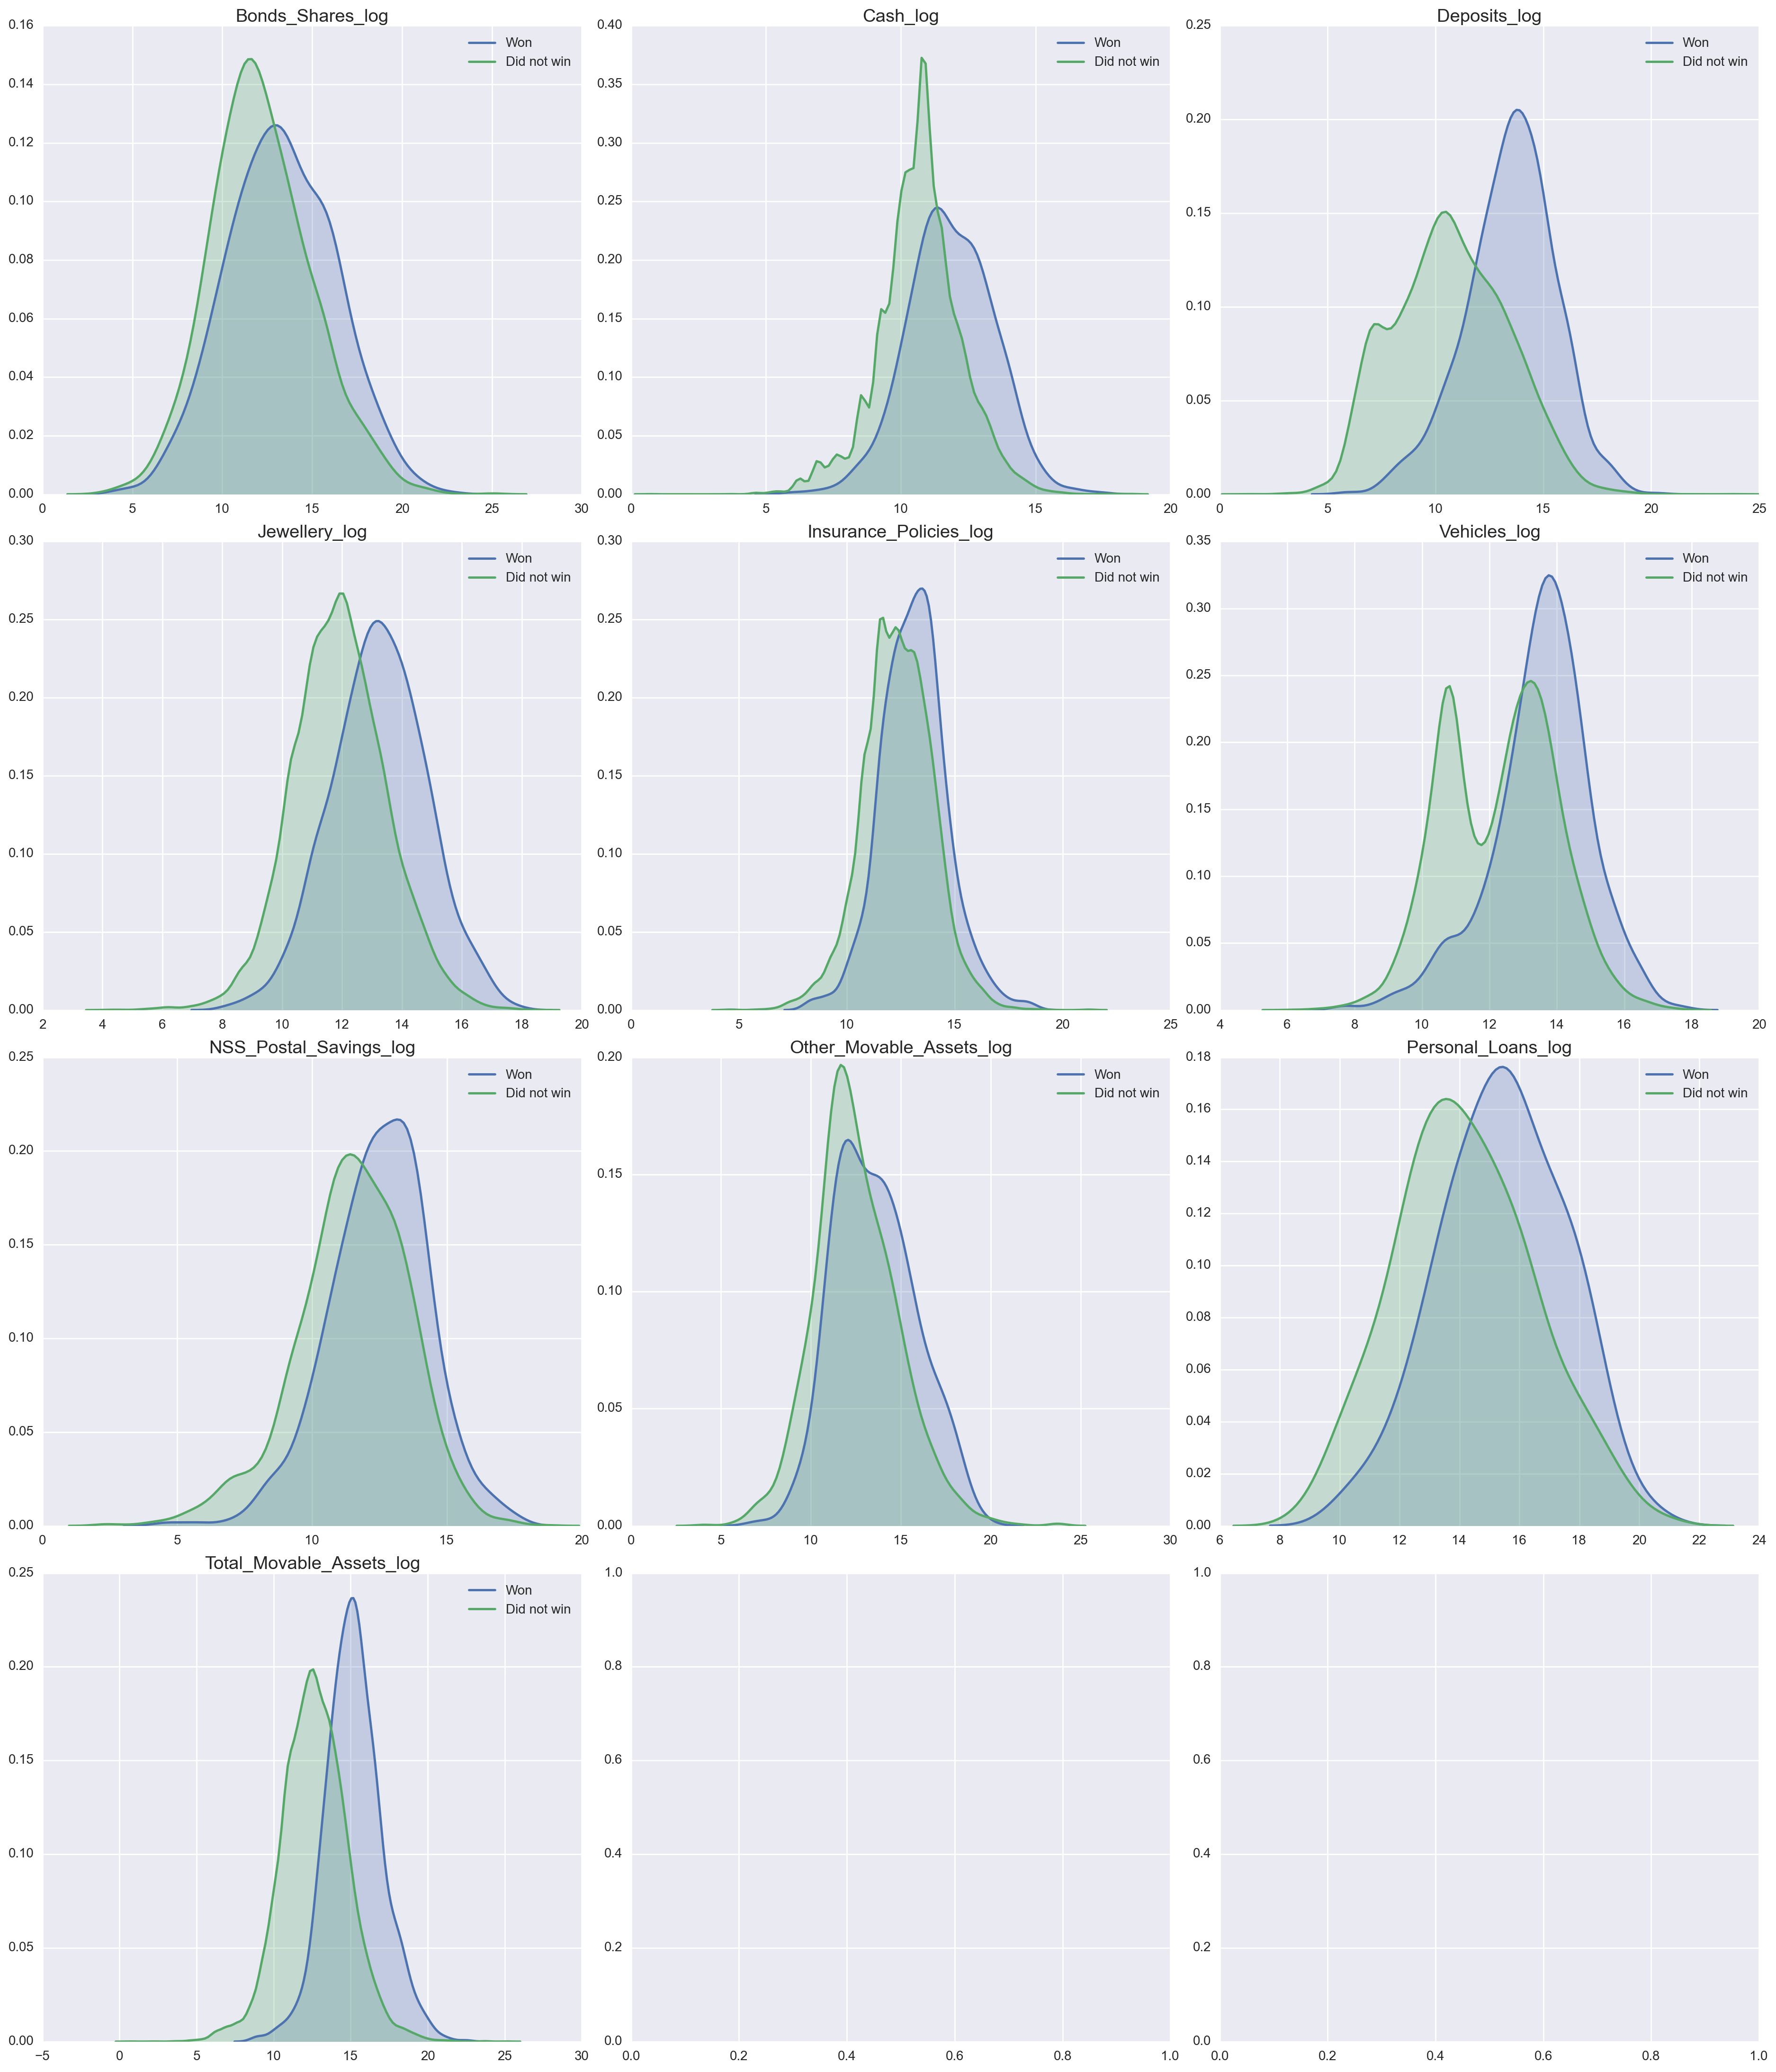 Bonds_Shares_log
Won
Did not win
0.16
0.14
0.12
0.10
0.08
0.06
0.04
0.02
0.00
0 5 10 15 20 25 30
Cash_log
Won
Did not win
0.40
0.35
0.30
0.25
0.20
0.15
0.10
0.05
0.00
0 5 10 15 20
Deposits_log
Won
Did not win
0.25
0.20
0.15
0.10
0.05
0.00
0 5 10 15 20 25
Jewellery_log
Won
Did not win
0.30
0.25
0.20
0.15
0.10
0.05
0.00
2 4 6 8 10 12 14 16 18 20
Insurance_Policies_log
Won
Did not win
0.30
0.25
0.20
0.15
0.10
0.05
0.00
0 5 10 15 20 25
Vehicles_log
Won
Did not win
0.35
0.30
0.25
0.20
0.15
0.10
0.05
0.00
4 6 8 10 12 14 16 18 20
NSS_Postal_Savings_log
Won
Did not win
0.25
0.20
0.15
0.10
0.05
0.00
0 5 10 15 20
Other_Movable_Assets_log
Won
Did not win
0.20
0.15
0.10
0.05
0.00
0 5 10 15 20 25 30
Personal_Loans_log
Won
Did not win
0.18
0.16
0.14
0.12
0.10
0.08
0.06
0.04
0.02
0.00
6 8 10 12 14 16 18 20 22 24
Total_Movable_Assets_log
Won
Did not win
0.25
0.20
0.15
0.10
0.05
0.00
−5 0 5 10 15 20 25 30
1.0
0.8
0.6
0.4
0.2
0.0
0.0 0.2 0.4 0.6 0.8 1.0
1.0
0.8
0.6
0.4
0.2
0.0
0.0 0.2 0.4 0.6 0.8 1.0